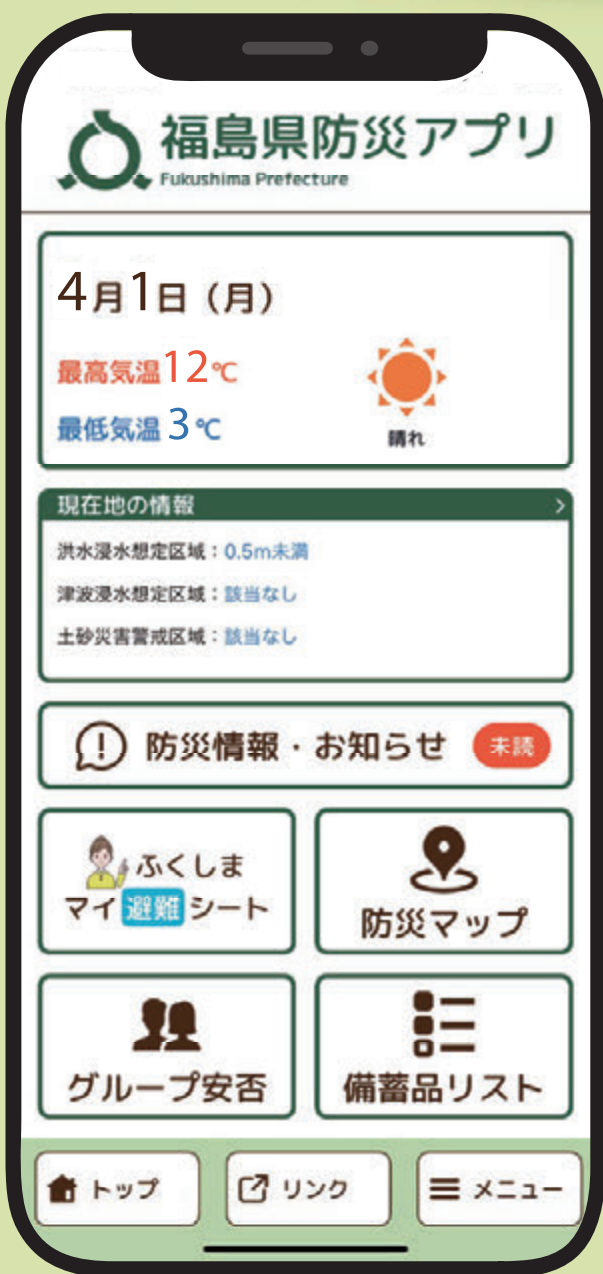 福島県防災アプリ
Fukushima Prefecture
4月1日（月）
最高気温12℃
最低気温3℃
晴れ
現在地の情報
洪水浸水想定区域：0.5m未満
津波浸水想定区域：該当なし
土砂災害警戒区域：該当なし
防災情報・お知らせ 未読
ふくしま
マイ避難シート
防災マップ
グループ安否
備蓄品リスト
トップ
リンク
メニュー